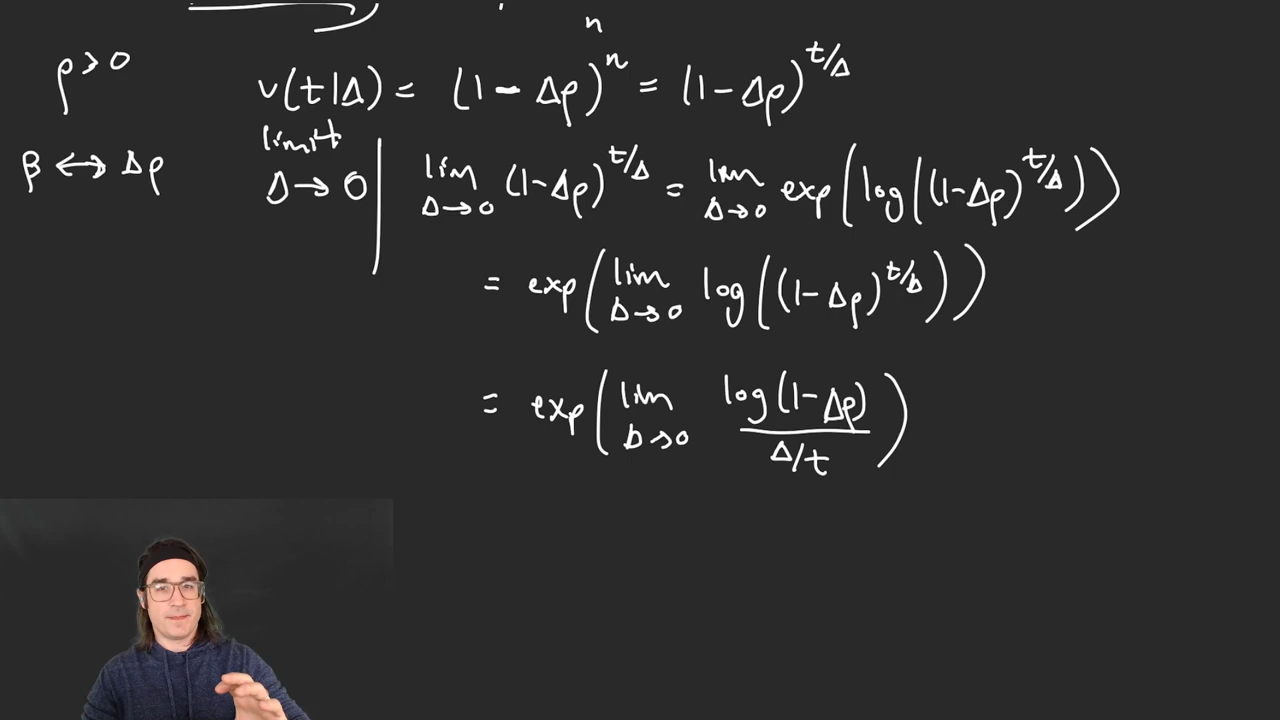 n
ρ > 0
v(t|Δ) = (1 - Δρ)^n = (1-Δρ)^{t/Δ}
β ↔ Δρ
limit
Δ → 0
lim_{Δ→0} (1-Δρ)^{t/Δ} = lim_{Δ→0} exp(log((1-Δρ)^{t/Δ}))
= exp(lim_{Δ→0} log((1-Δρ)^{t/Δ}))
= exp(lim_{Δ→0} log(1-Δρ) / (Δ/t))